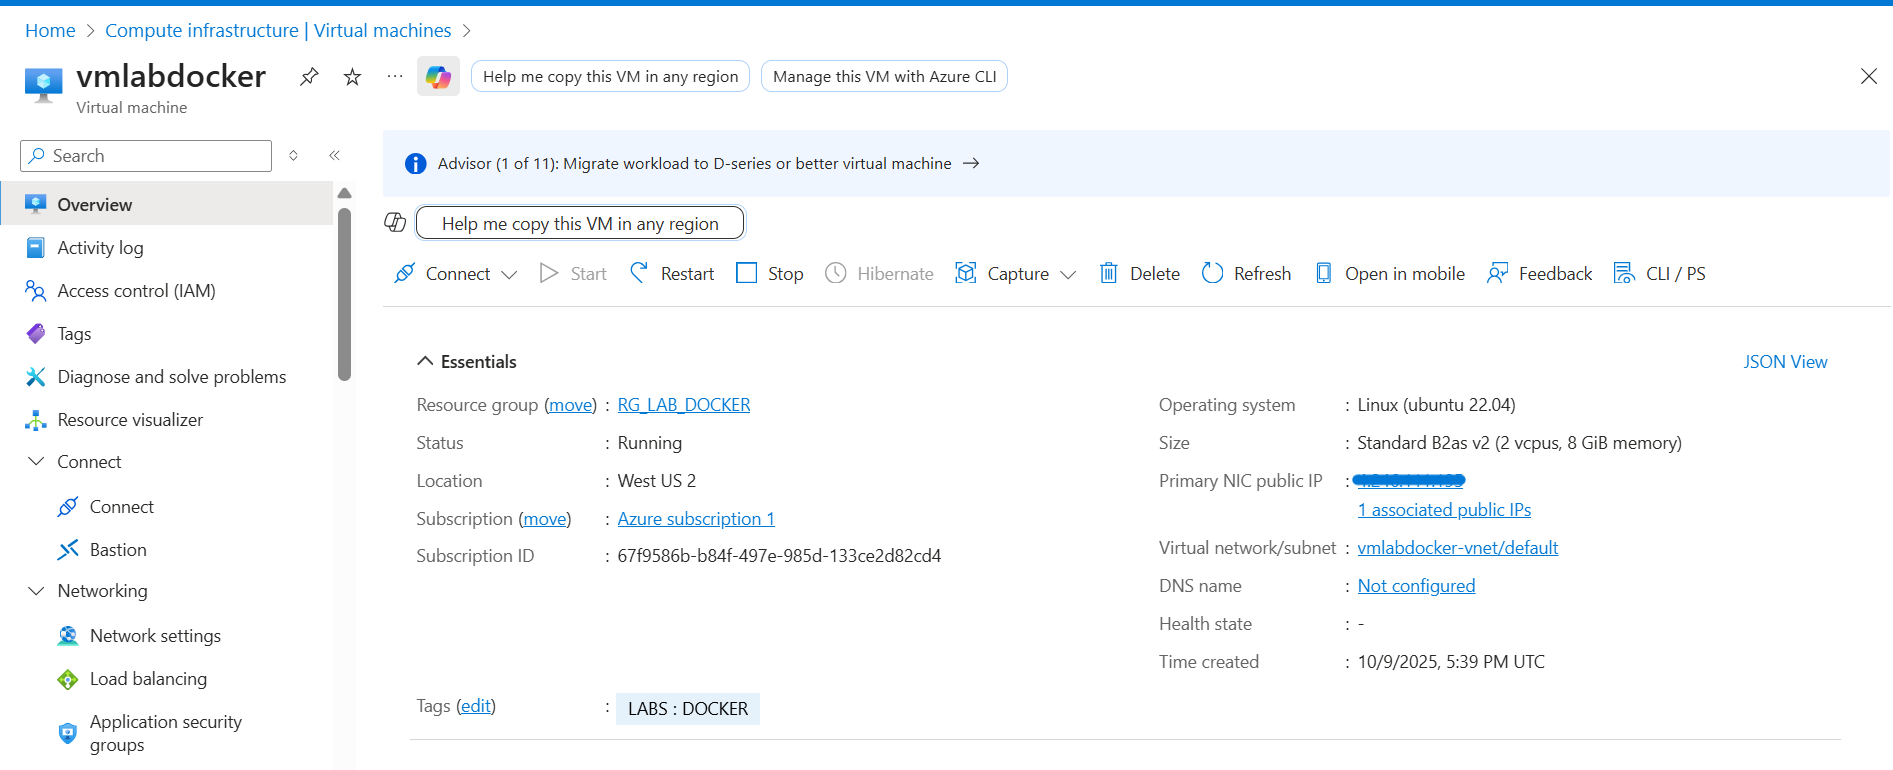 Home > Compute infrastructure | Virtual machines >
vmlabdocker
Virtual machine
Help me copy this VM in any region
Manage this VM with Azure CLI
Search
Overview
Activity log
Access control (IAM)
Tags
Diagnose and solve problems
Resource visualizer
Connect
Connect
Bastion
Networking
Network settings
Load balancing
Application security
groups
Advisor (1 of 11): Migrate workload to D-series or better virtual machine →
Help me copy this VM in any region
Connect Start Restart Stop Hibernate Capture Delete Refresh Open in mobile Feedback CLI / PS
Essentials
JSON View
Resource group (move) : RG_LAB_DOCKER
Status : Running
Location : West US 2
Subscription (move) : Azure subscription 1
Subscription ID : 67f9586b-b84f-497e-985d-133ce2d82cd4
Operating system : Linux (ubuntu 22.04)
Size : Standard B2as v2 (2 vcpus, 8 GiB memory)
Primary NIC public IP :
1 associated public IPs
Virtual network/subnet : vmlabdocker-vnet/default
DNS name : Not configured
Health state : -
Time created : 10/9/2025, 5:39 PM UTC
Tags (edit) : LABS : DOCKER